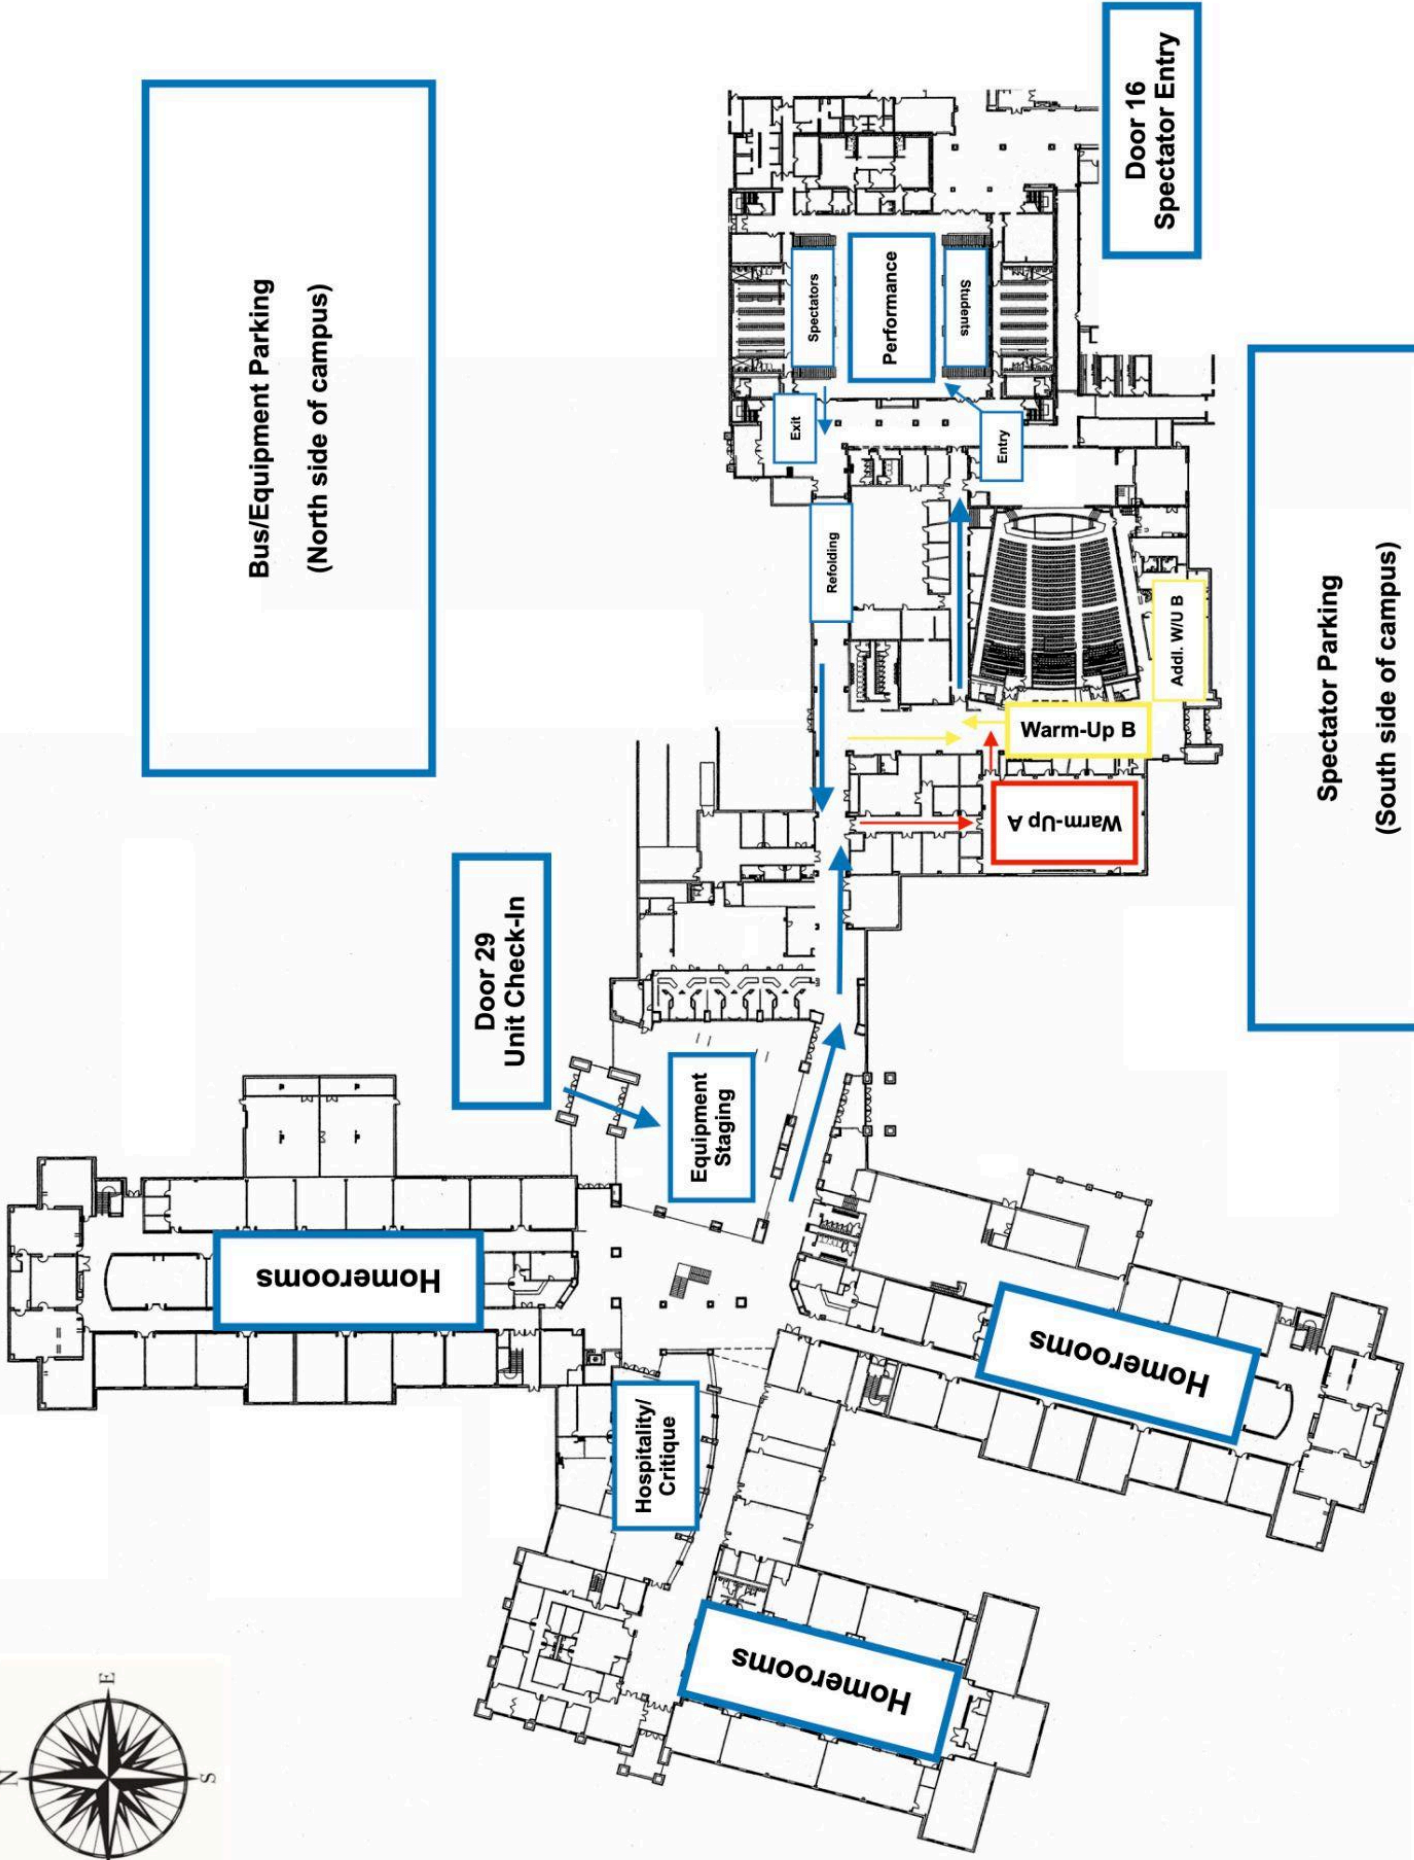 Bus/Equipment Parking
(North side of campus)
Door 16
Spectator Entry
Spectators
Performance
Students
Exit
Entry
Refolding
Addl. W/U B
Warm-Up B
Warm-Up A
Spectator Parking
(South side of campus)
Door 29
Unit Check-In
Equipment
Staging
Homerooms
Homerooms
Hospitality/
Critique
Homerooms
N
E
S